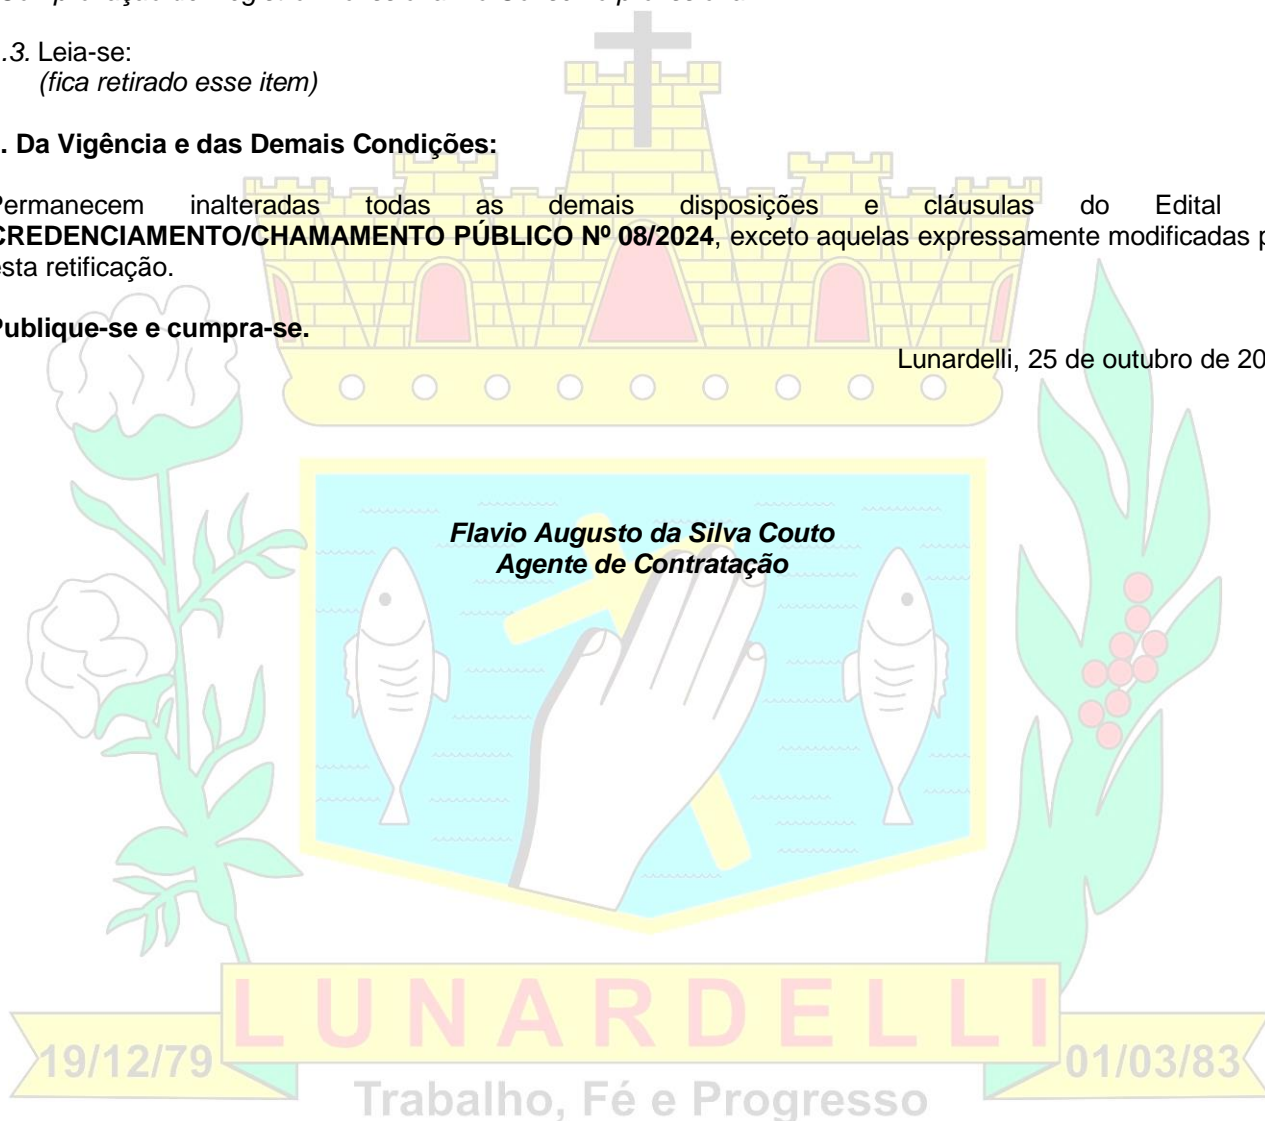 .3. Leia-se:
(fica retirado esse item)
. Da Vigência e das Demais Condições:
Permanecem inalteradas todas as demais disposições e cláusulas do Edital
CREDENCIAMENTO/CHAMAMENTO PÚBLICO Nº 08/2024, exceto aquelas expressamente modificadas p
esta retificação.
Publique-se e cumpra-se.
Lunardelli, 25 de outubro de 20
Flavio Augusto da Silva Couto
Agente de Contratação
LUNARDELLI
19/12/79
01/03/83
Trabalho, Fé e Progresso